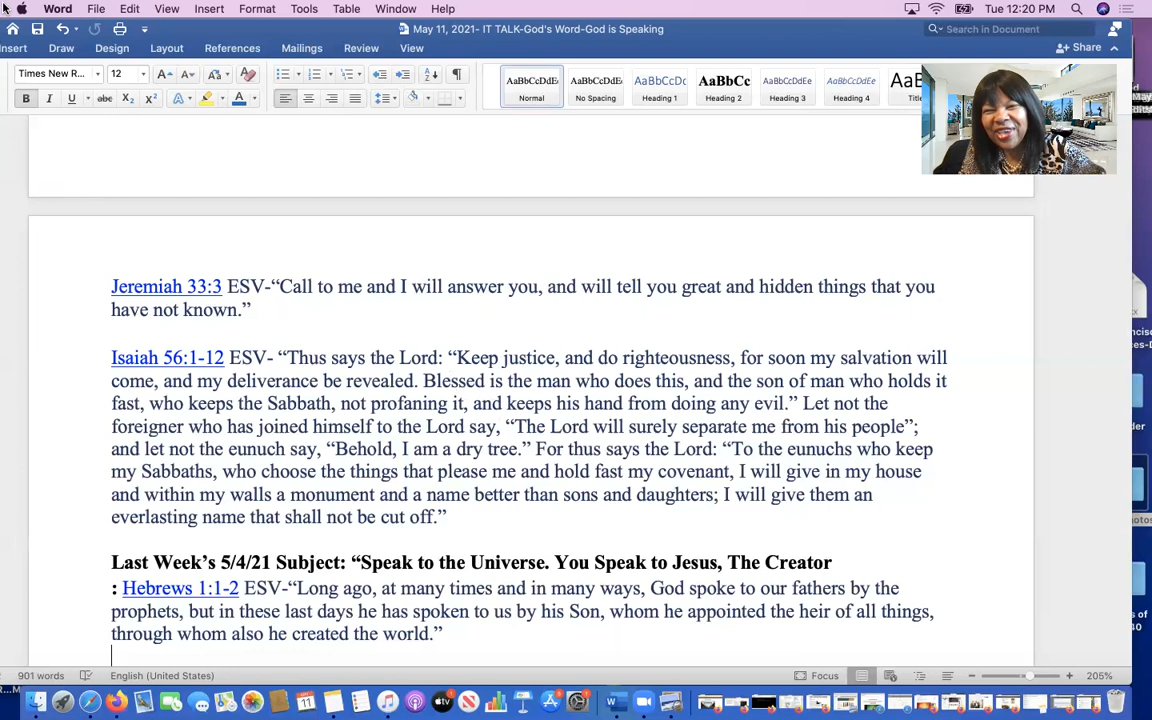 Word File Edit View Insert Format Tools Table Window Help Tue 12:20 PM
May 11, 2021- IT TALK-God's Word-God is Speaking Search in Document
Insert Draw Design Layout References Mailings Review View Share
Times New R... 12 A A Aa
AaBbCcDdEe AaBbCcDdEe AaBbCcDc AaBbCc AaBbCcDdEe AaBbCcDdEe
B I U abc X2 X2 A A
Normal No Spacing Heading 1 Heading 2 Heading 3 Heading 4 Title
Jeremiah 33:3 ESV-“Call to me and I will answer you, and will tell you great and hidden things that you
have not known.”
Isaiah 56:1-12 ESV- “Thus says the Lord: “Keep justice, and do righteousness, for soon my salvation will
come, and my deliverance be revealed. Blessed is the man who does this, and the son of man who holds it
fast, who keeps the Sabbath, not profaning it, and keeps his hand from doing any evil.” Let not the
foreigner who has joined himself to the Lord say, “The Lord will surely separate me from his people”;
and let not the eunuch say, “Behold, I am a dry tree.” For thus says the Lord: “To the eunuchs who keep
my Sabbaths, who choose the things that please me and hold fast my covenant, I will give in my house
and within my walls a monument and a name better than sons and daughters; I will give them an
everlasting name that shall not be cut off.”
Last Week’s 5/4/21 Subject: “Speak to the Universe. You Speak to Jesus, The Creator
: Hebrews 1:1-2 ESV-“Long ago, at many times and in many ways, God spoke to our fathers by the
prophets, but in these last days he has spoken to us by his Son, whom he appointed the heir of all things,
through whom also he created the world.”
901 words English (United States) Focus 205%